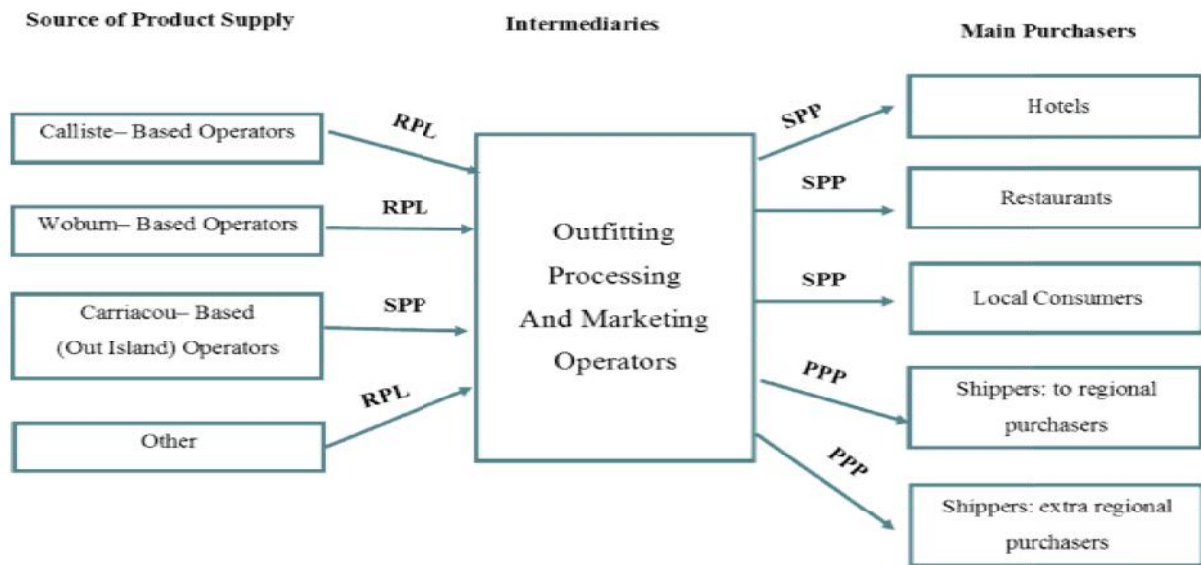 Source of Product Supply
Intermediaries
Main Purchasers
Calliste– Based Operators
RPL
Woburn– Based Operators
RPL
Carriacou– Based
(Out Island) Operators
SPP
Other
RPL
Outfitting
Processing
And Marketing
Operators
SPP
Hotels
SPP
Restaurants
SPP
Local Consumers
PPP
Shippers: to regional
purchasers
PPP
Shippers: extra regional
purchasers